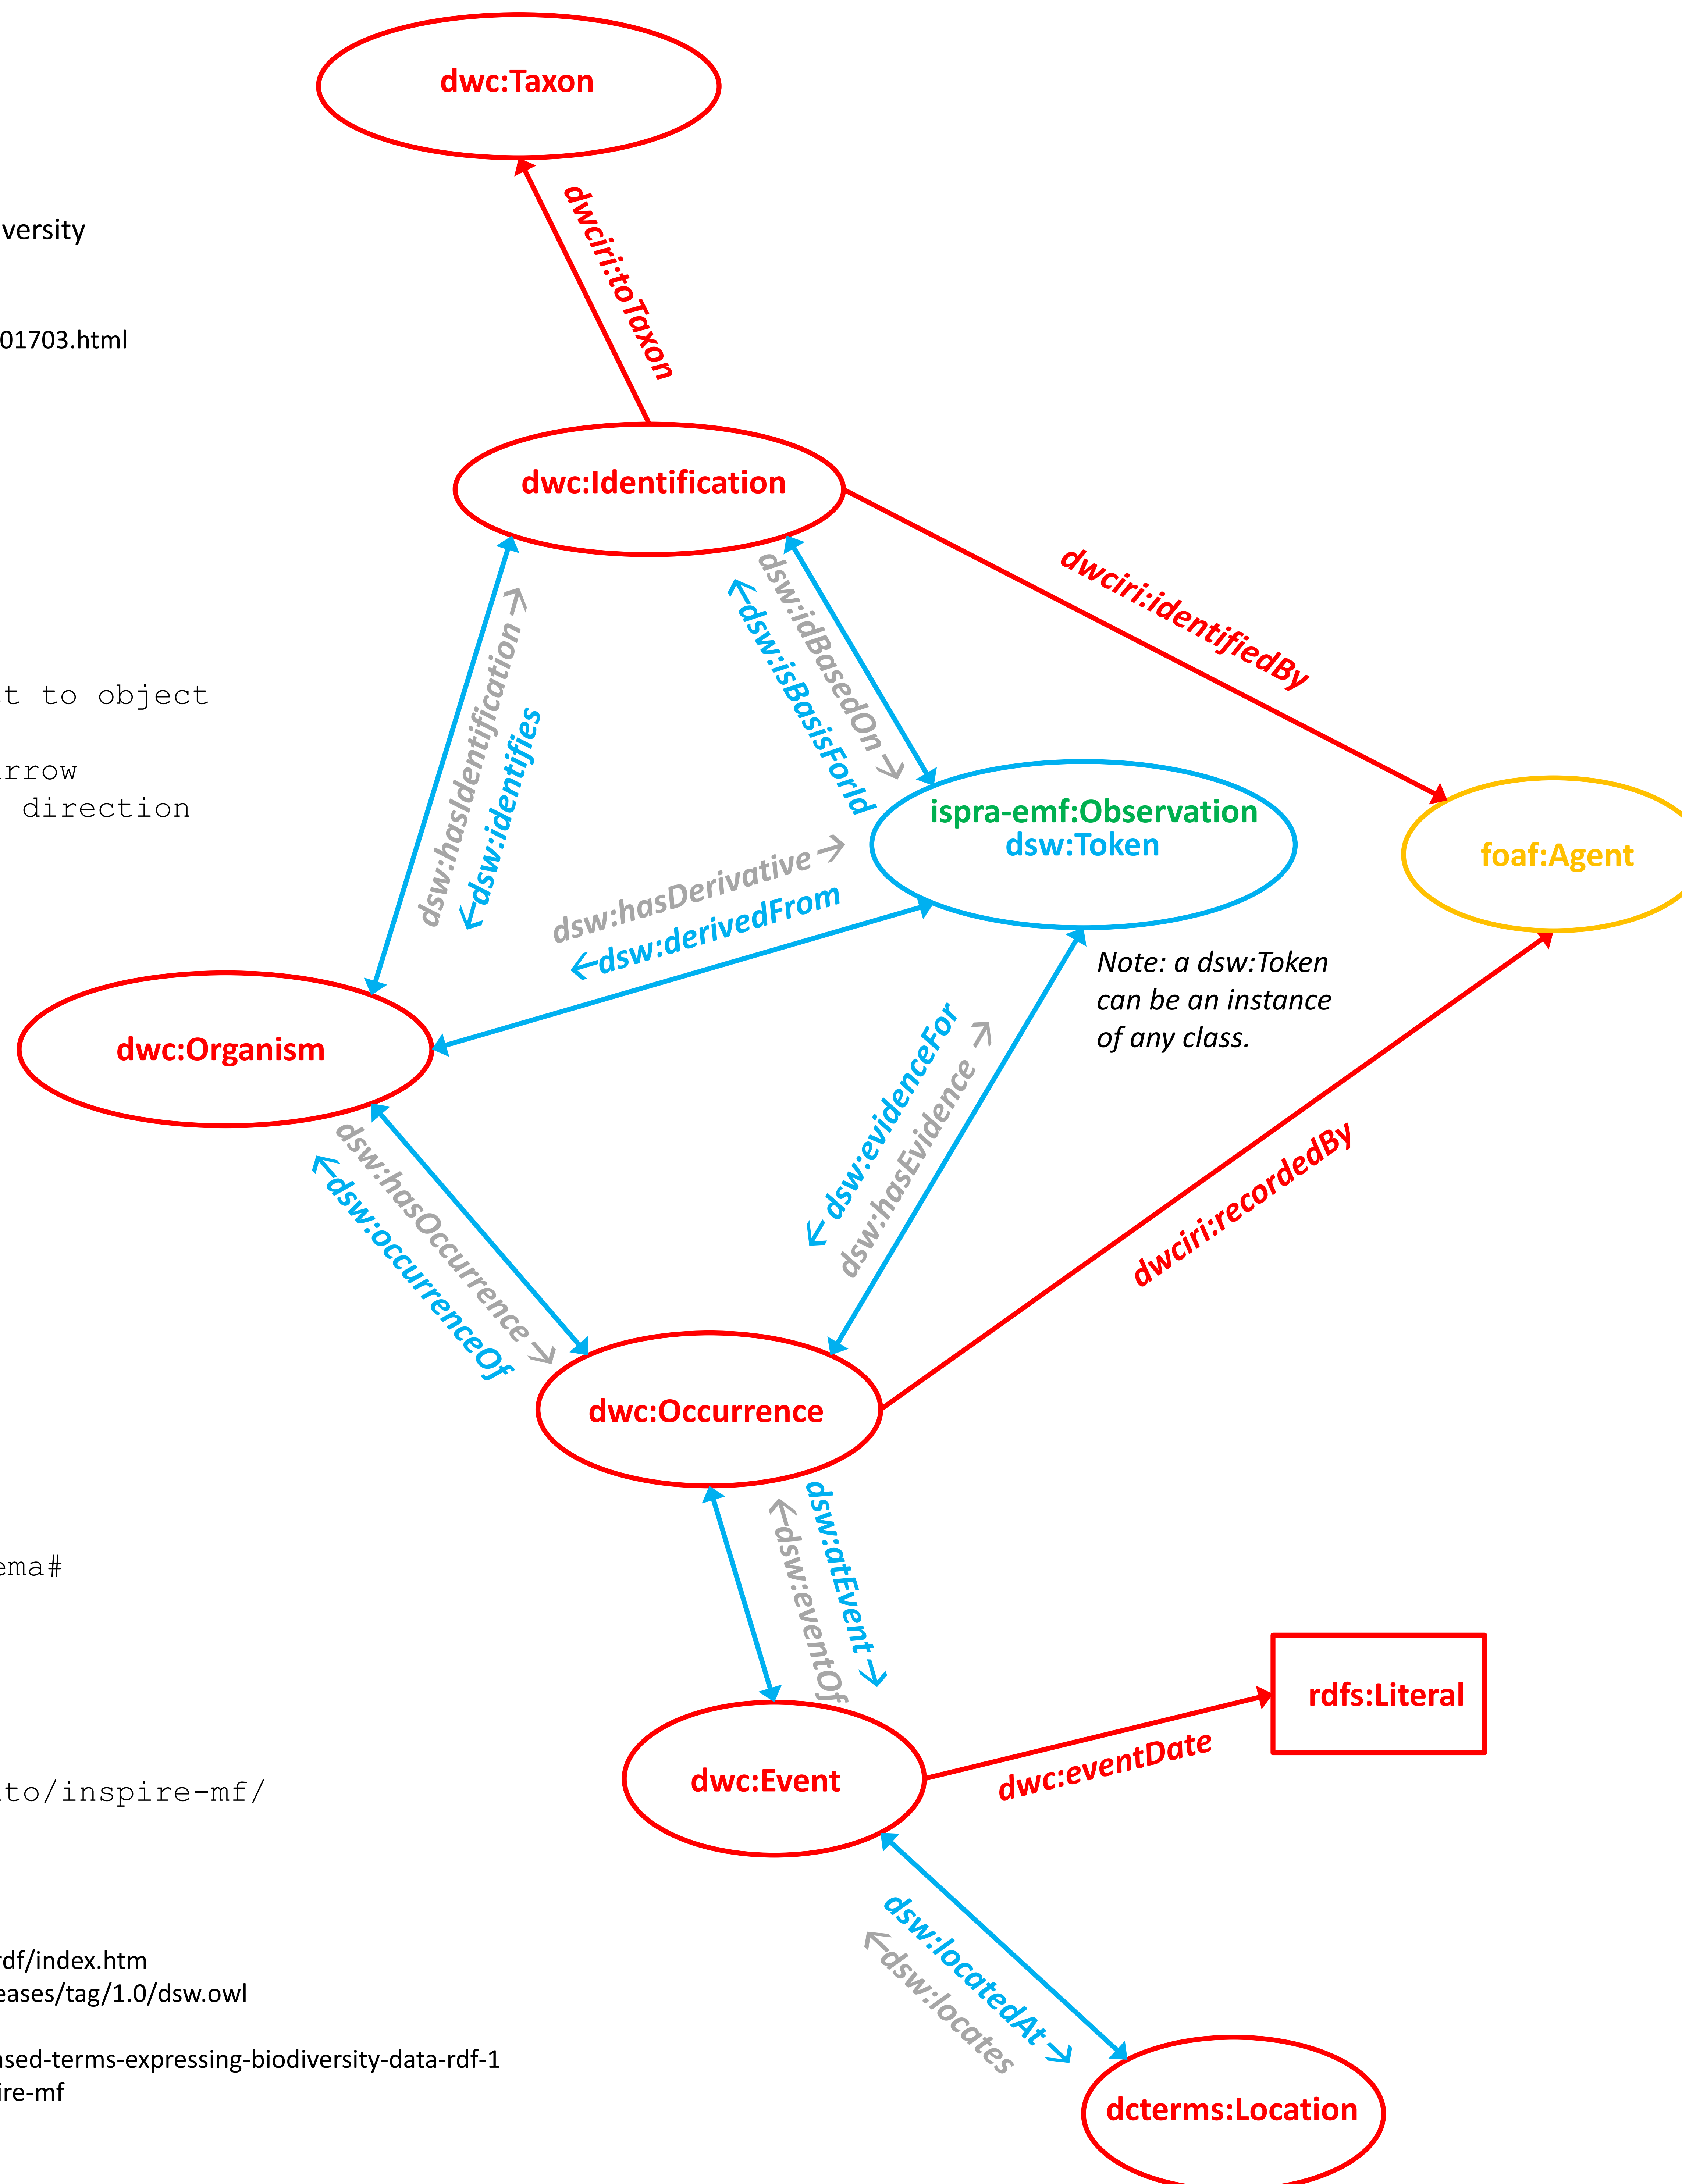 dwc:Taxon
dwciri:toTaxon
versity
01703.html
dwc:Identification
dwciri:identifiedBy
dsw:idBasedOn →
←dsw:isBasisForId
dsw:hasIdentification →
←dsw:identifies
t to object
rrow
direction
ispra-emf:Observation
dsw:Token
foaf:Agent
dsw:hasDerivative →
←dsw:derivedFrom
Note: a dsw:Token
can be an instance
of any class.
dwc:Organism
← dsw:evidenceFor
dsw:hasEvidence →
dwciri:recordedBy
dsw:hasOccurrence →
←dsw:occurrenceOf
dwc:Occurrence
dsw:atEvent →
←dsw:eventOf
ema#
rdfs:Literal
dwc:eventDate
dwc:Event
to/inspire-mf/
dsw:locatedAt →
←dsw:locates
rdf/index.htm
eases/tag/1.0/dsw.owl
ased-terms-expressing-biodiversity-data-rdf-1
ire-mf
dcterms:Location